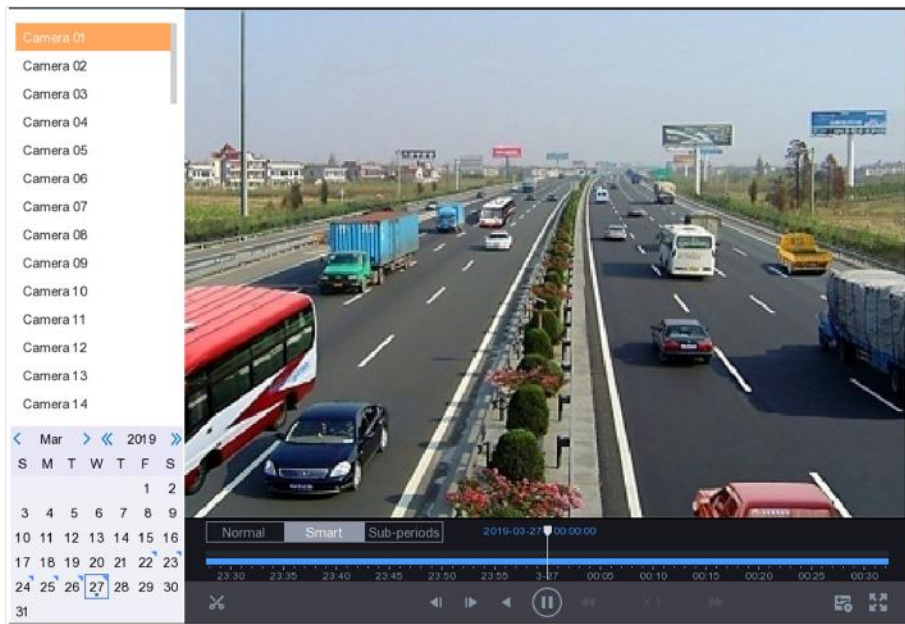 Camera 01
Camera 02
Camera 03
Camera 04
Camera 05
Camera 06
Camera 07
Camera 08
Camera 09
Camera 10
Camera 11
Camera 12
Camera 13
Camera 14
Mar 2019
S M T W T F S
1 2
3 4 5 6 7 8 9
10 11 12 13 14 15 16
17 18 19 20 21 22 23
24 25 26 27 28 29 30
31
Normal Smart Sub-periods 2019-03-27 00:00:00
23:30 23:35 23:40 23:45 23:50 23:55 3-27 00:05 00:10 00:15 00:20 00:25 00:30
x 1